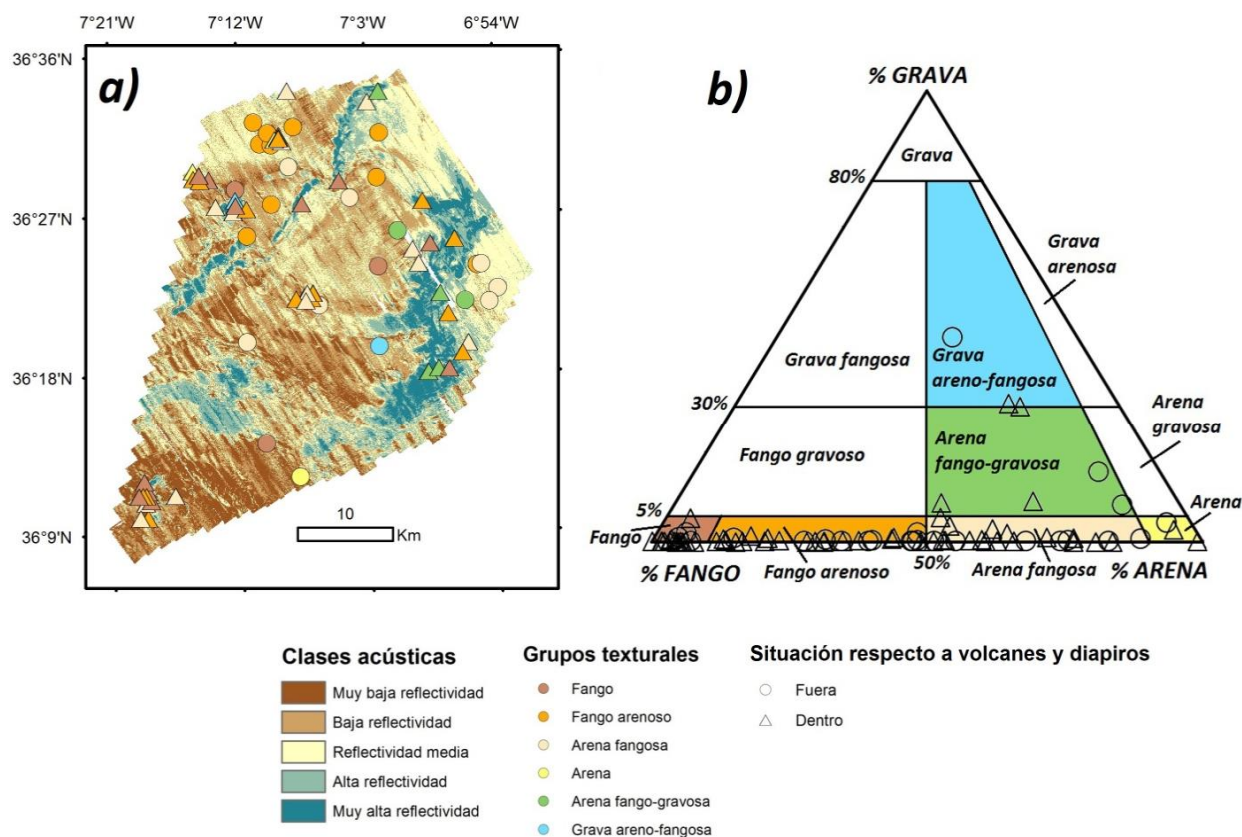 7°21'W 7°12'W 7°3'W 6°54'W
36°36'N
36°27'N
36°18'N
36°9'N
a)
10
Km
b)
% GRAVA
Grava
80%
Grava
arenosa
Grava fangosa
Grava
areno-fangosa
30%
Arena
gravosa
Fango gravoso
Arena
fango-gravosa
5%
Fango
Arena
% FANGO
Fango arenoso
50%
Arena fangosa
% ARENA
Clases acústicas
Muy baja reflectividad
Baja reflectividad
Reflectividad media
Alta reflectividad
Muy alta reflectividad
Grupos texturales
Fango
Fango arenoso
Arena fangosa
Arena
Arena fango-gravosa
Grava areno-fangosa
Situación respecto a volcanes y diapiros
Fuera
Dentro